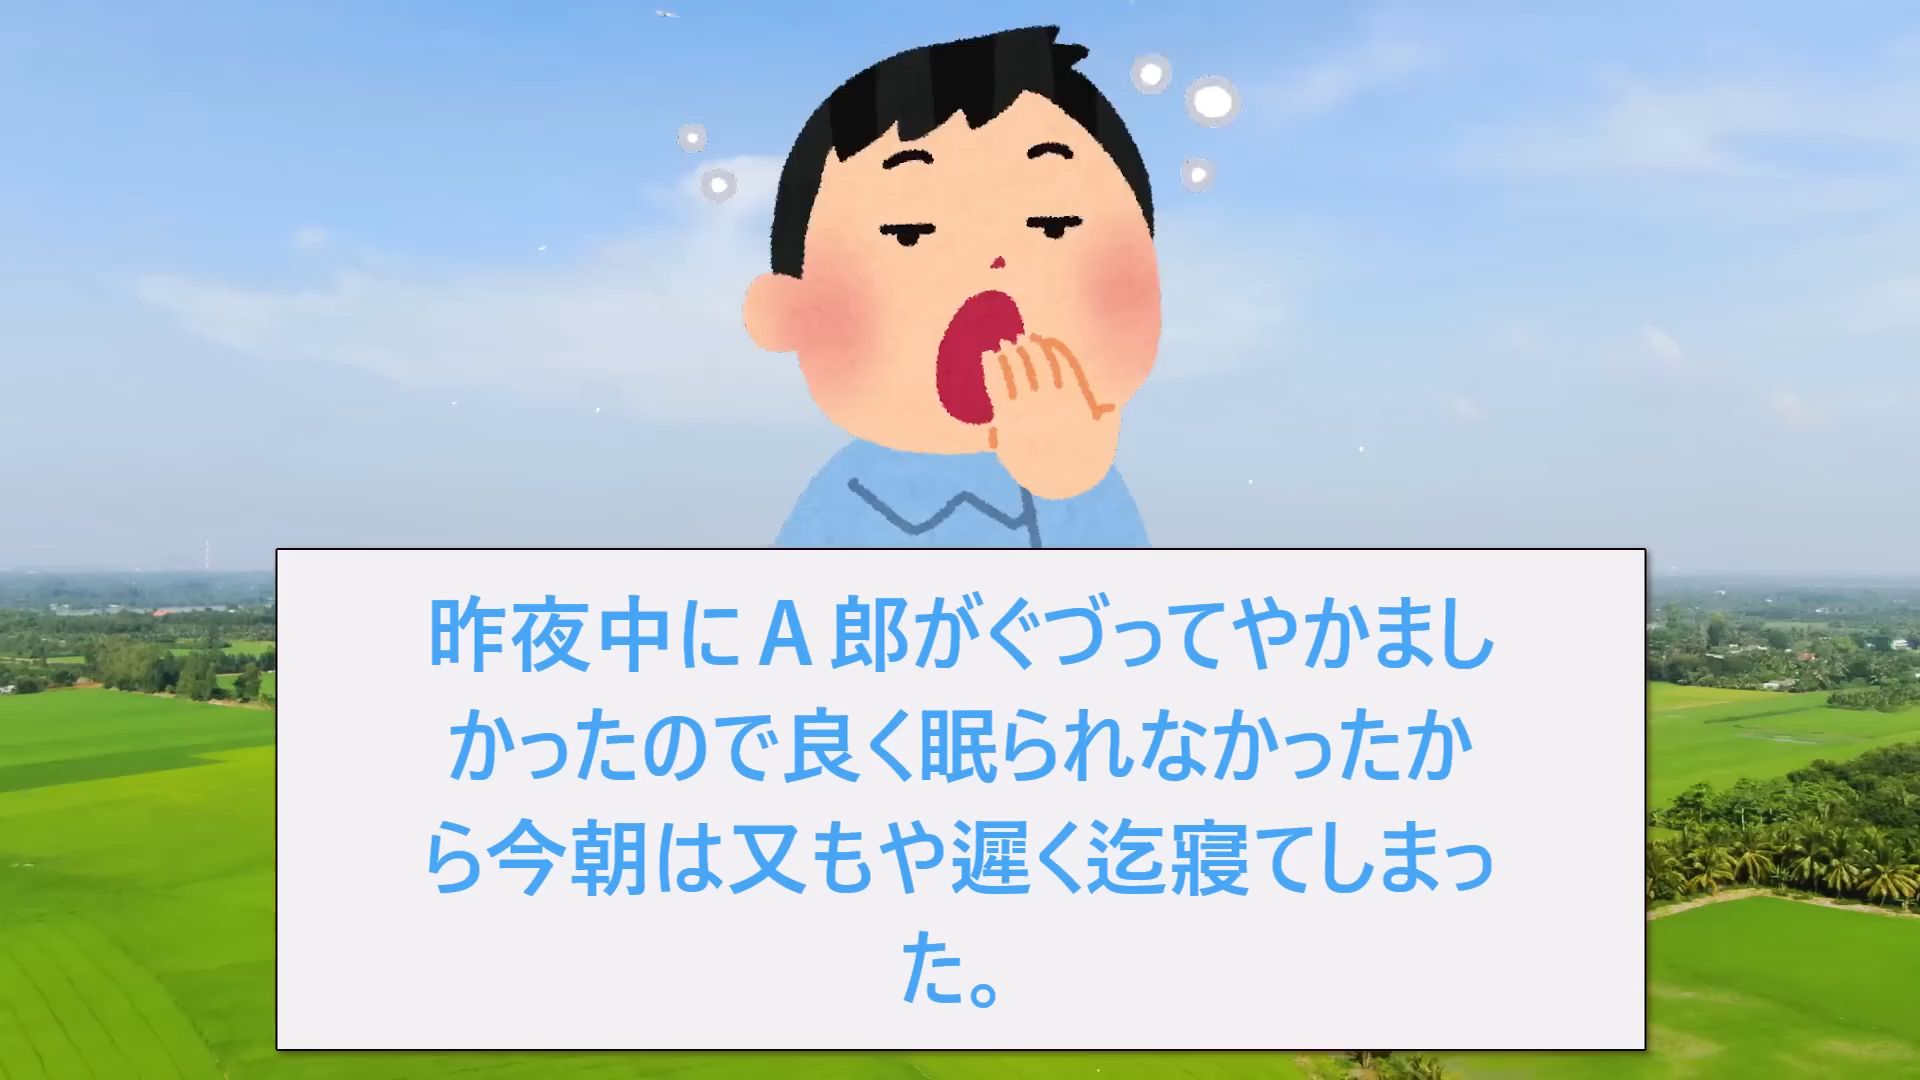 昨夜中にA郎がぐづってやかまし
かったので良く眠られなかったか
ら今朝は又もや遲く迄寝てしまっ
た。